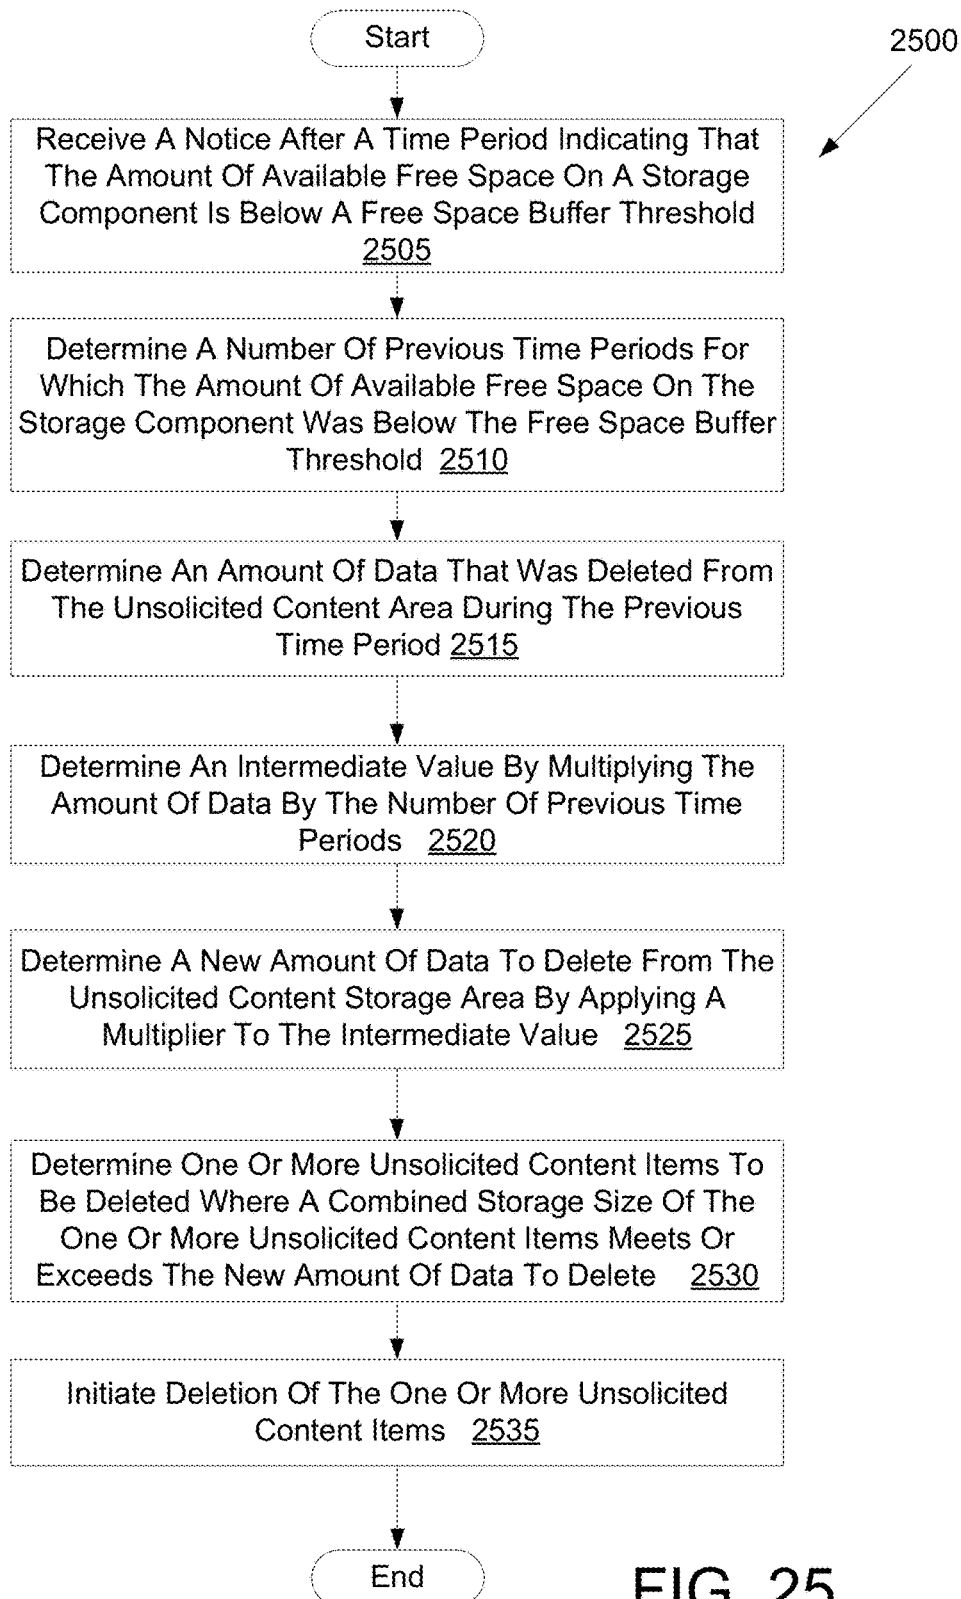 Start
2500
Receive A Notice After A Time Period Indicating That
The Amount Of Available Free Space On A Storage
Component Is Below A Free Space Buffer Threshold
2505
Determine A Number Of Previous Time Periods For
Which The Amount Of Available Free Space On The
Storage Component Was Below The Free Space Buffer
Threshold 2510
Determine An Amount Of Data That Was Deleted From
The Unsolicited Content Area During The Previous
Time Period 2515
Determine An Intermediate Value By Multiplying The
Amount Of Data By The Number Of Previous Time
Periods 2520
Determine A New Amount Of Data To Delete From The
Unsolicited Content Storage Area By Applying A
Multiplier To The Intermediate Value 2525
Determine One Or More Unsolicited Content Items To
Be Deleted Where A Combined Storage Size Of The
One Or More Unsolicited Content Items Meets Or
Exceeds The New Amount Of Data To Delete 2530
Initiate Deletion Of The One Or More Unsolicited
Content Items 2535
End
FIG. 25